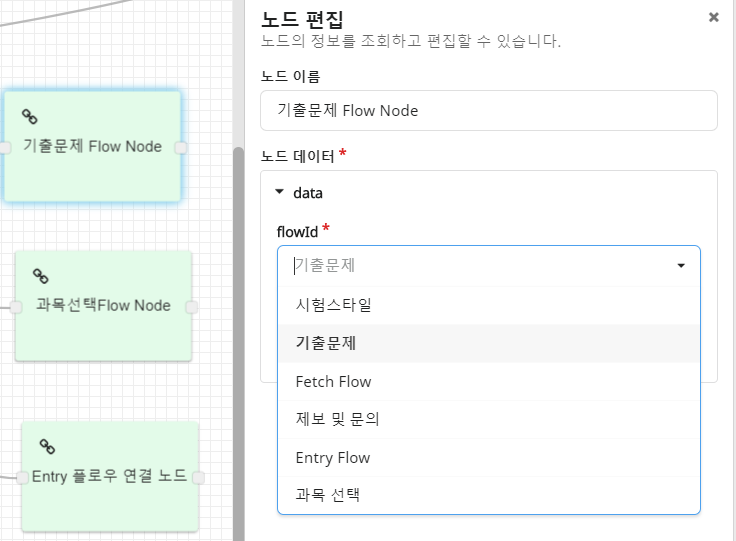 기출문제 Flow Node
과목선택Flow Node
Entry 플로우 연결 노드
노드 편집
노드의 정보를 조회하고 편집할 수 있습니다.
노드 이름
기출문제 Flow Node
노드 데이터 *
data
flowId *
기출문제
시험스타일
기출문제
Fetch Flow
제보 및 문의
Entry Flow
과목 선택